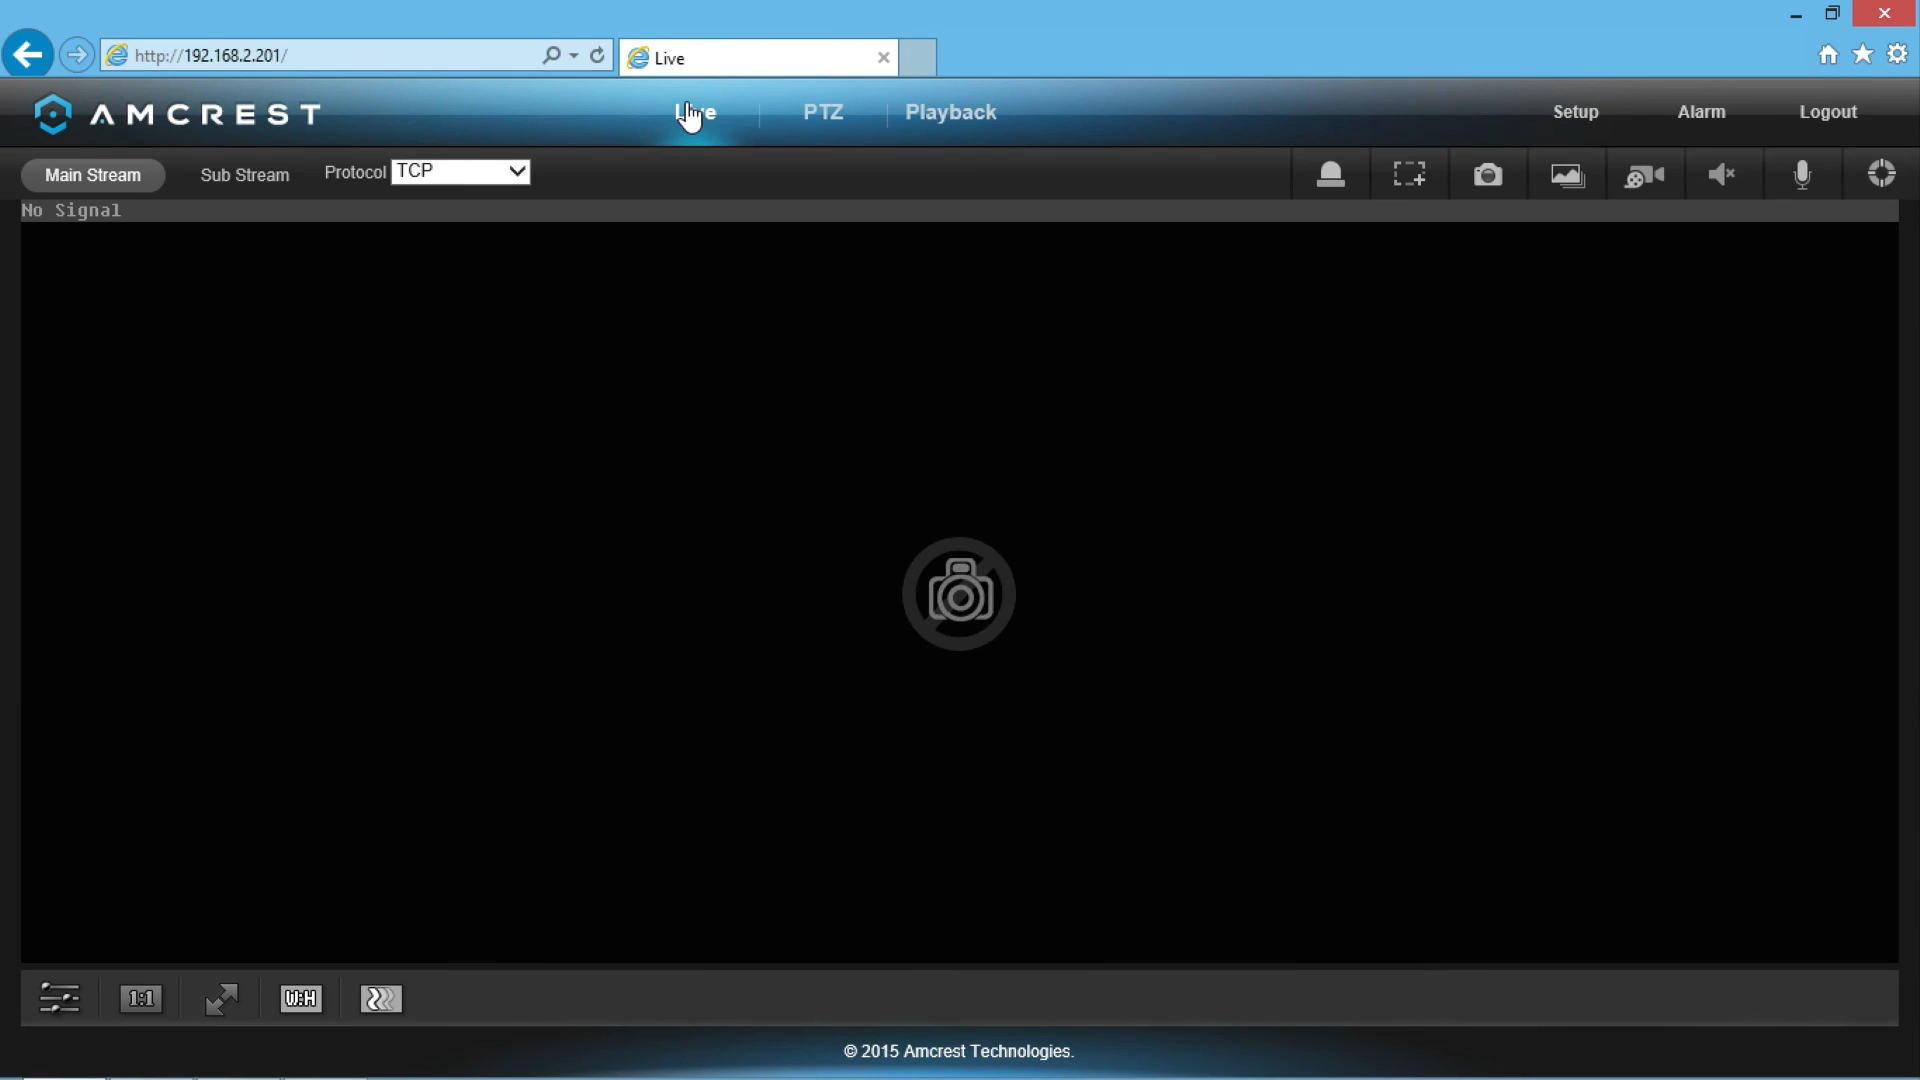 http://192.168.2.201/
Live
AMCREST
Live
PTZ
Playback
Setup
Alarm
Logout
Main Stream
Sub Stream
Protocol
TCP
No Signal
1:1
W:H
© 2015 Amcrest Technologies.